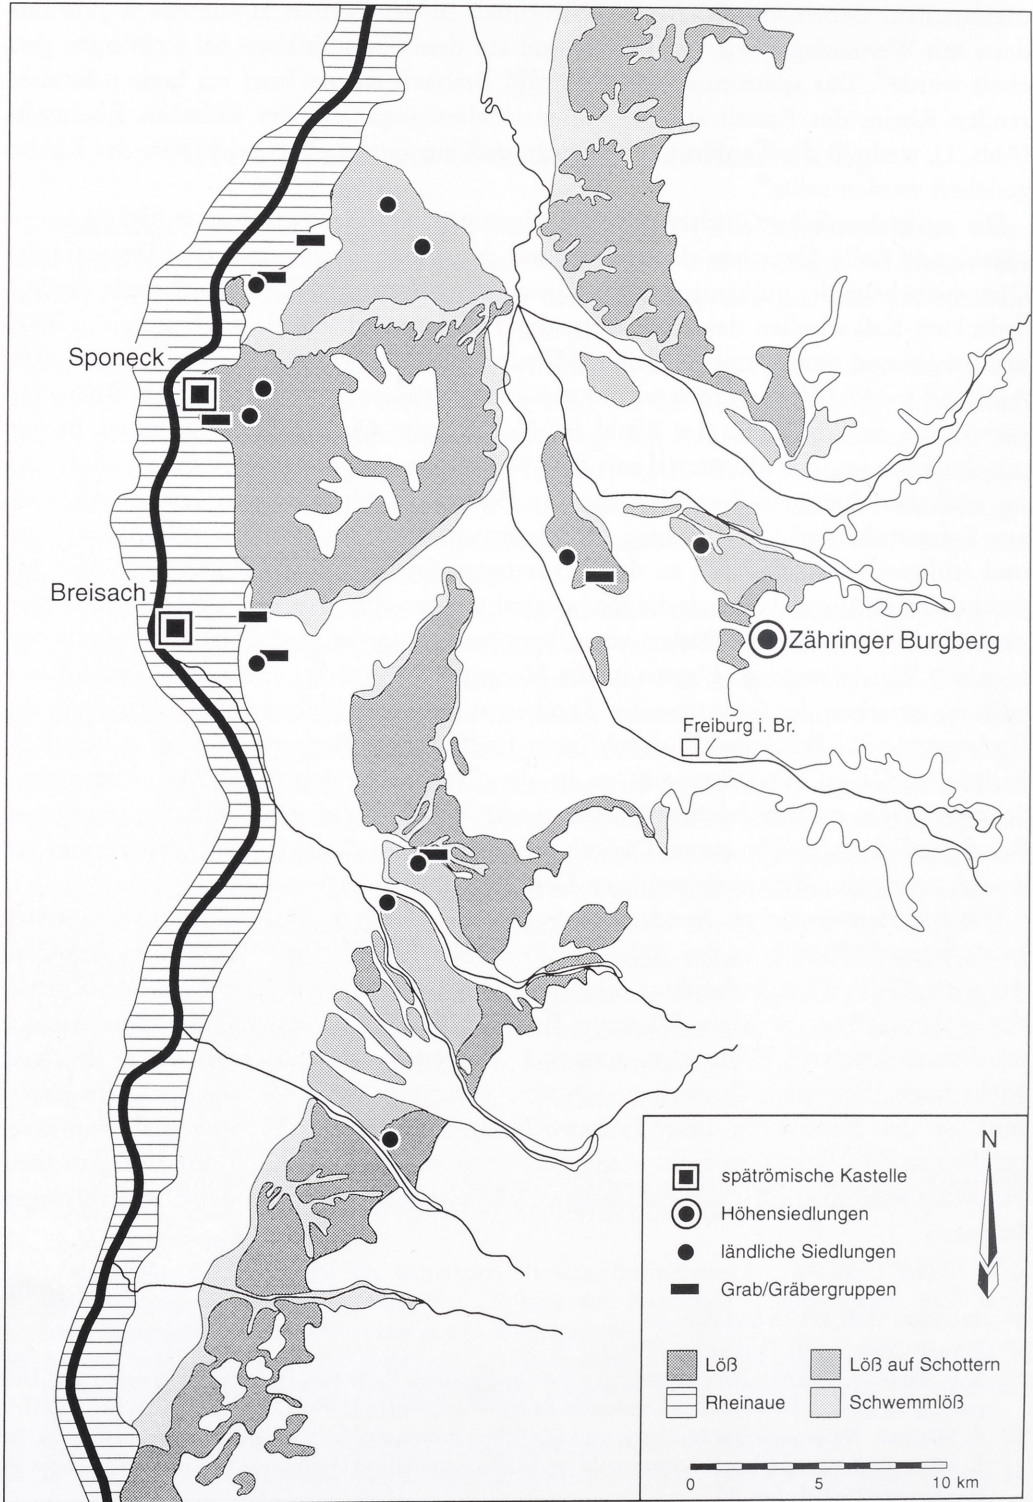 Sponeck
Breisach
Zähringer Burgberg
Freiburg i. Br.
N
spätrömische Kastelle
Höhensiedlungen
ländliche Siedlungen
Grab/Gräbergruppen
Löß
Löß auf Schottern
Rheinaue
Schwemmlöß
0 5 10 km